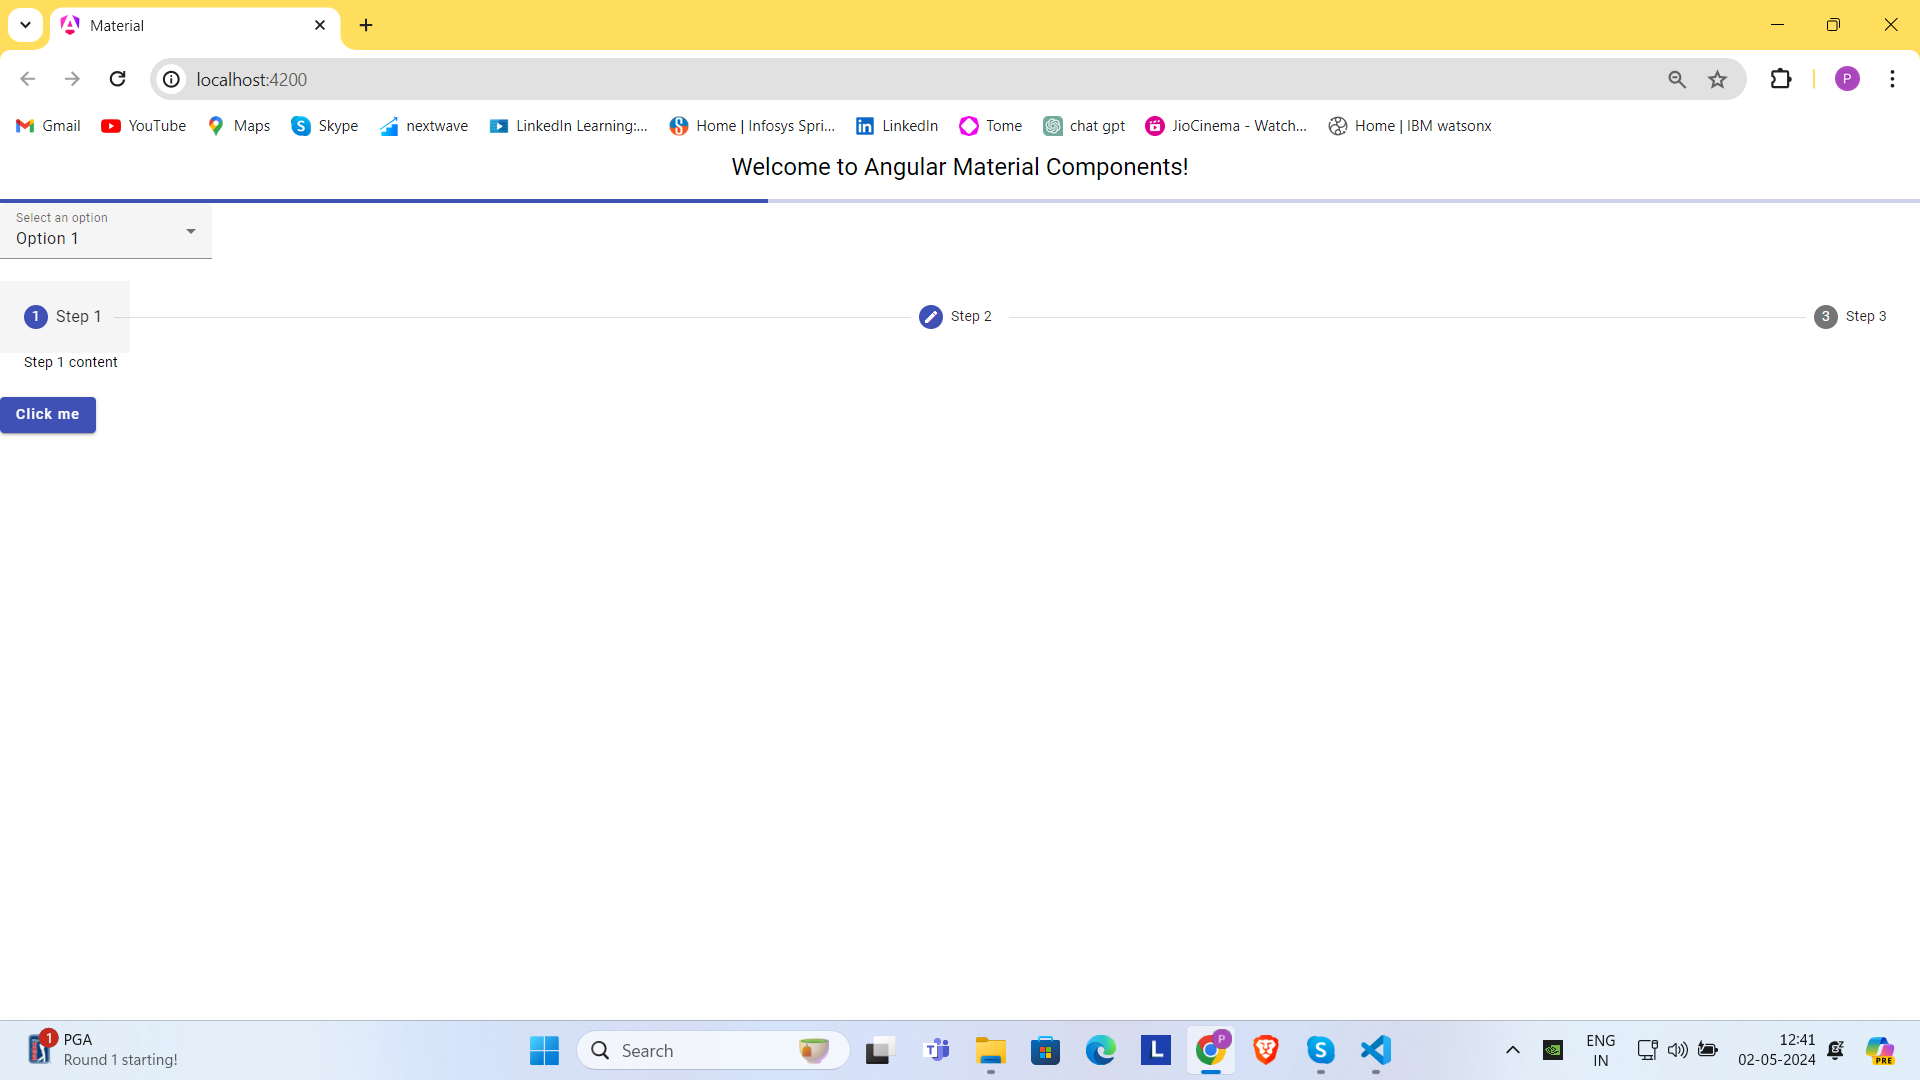 Material
localhost:4200
P
Gmail YouTube Maps Skype nextwave LinkedIn Learning:... Home | Infosys Spri... LinkedIn Tome chat gpt JioCinema - Watch... Home | IBM watsonx
Welcome to Angular Material Components!
Select an option
Option 1
1 Step 1 Step 2 3 Step 3
Step 1 content
Click me
1 PGA
Round 1 starting!
Search
L
P
ENG
IN
12:41
02-05-2024
PRE